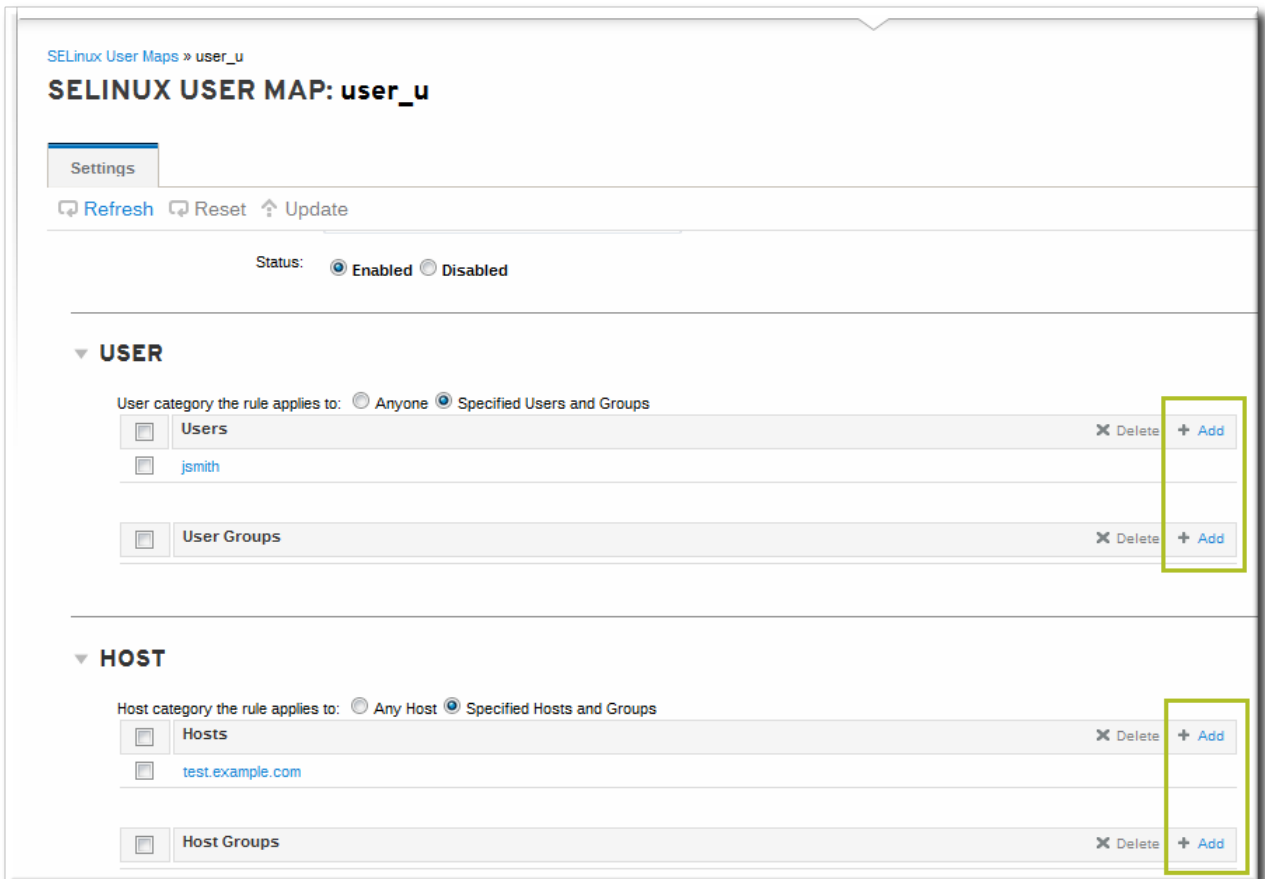 SELinux User Maps » user_u
SELINUX USER MAP: user_u
Settings
Refresh Reset Update
Status: Enabled Disabled
USER
User category the rule applies to: Anyone Specified Users and Groups
Users Delete + Add
jsmith
User Groups Delete + Add
HOST
Host category the rule applies to: Any Host Specified Hosts and Groups
Hosts Delete + Add
test.example.com
Host Groups Delete + Add